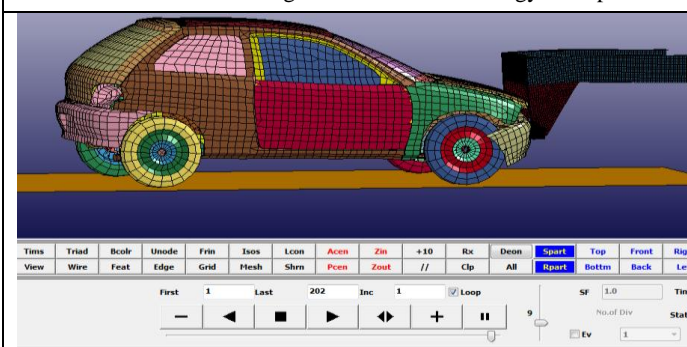 Tims Triad Bcolr Unode Frin Isos Lcon Acen Zin +10 Rx Deon Spart Top Front
View Wire Feat Edge Grid Mesh Shrn Pcen Zout // Clp All Rpart Bottm Back
First 1 Last 202 Inc 1 Loop SF 1.0
9 No.of Div
Ev 1